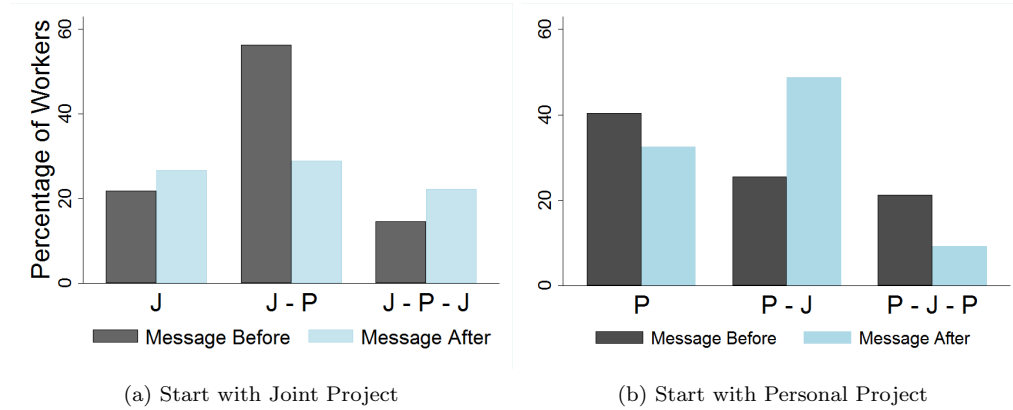 Percentage of Workers
60
40
20
0
J
J - P
J - P - J
Message Before
Message After
(a) Start with Joint Project
60
40
20
0
P
P - J
P - J - P
Message Before
Message After
(b) Start with Personal Project